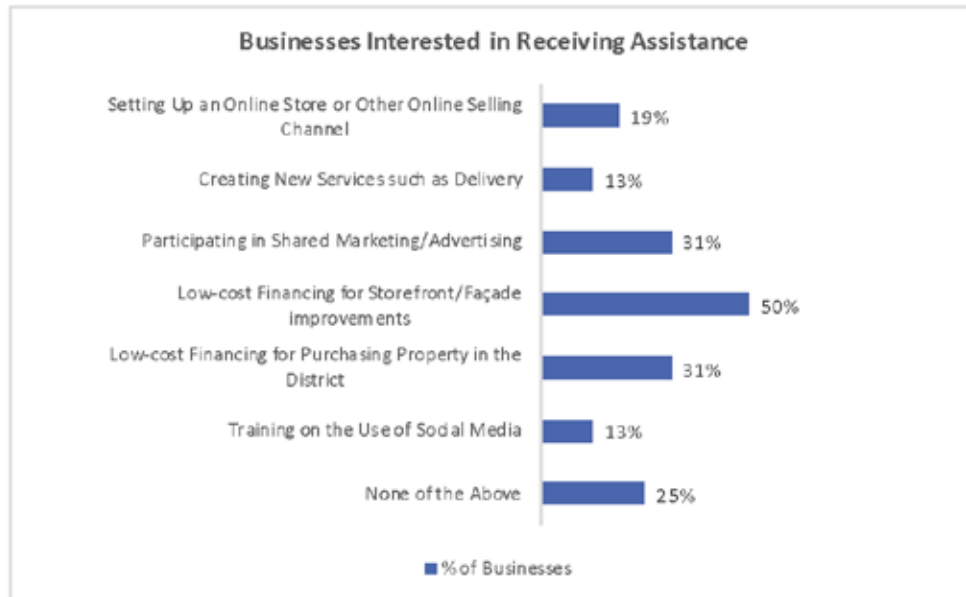 Businesses Interested in Receiving Assistance
Setting Up an Online Store or Other Online Selling
Channel
19%
Creating New Services such as Delivery
13%
Participating in Shared Marketing/Advertising
31%
Low-cost Financing for Storefront/Façade
improvements
50%
Low-cost Financing for Purchasing Property in the
District
31%
Training on the Use of Social Media
13%
None of the Above
25%
% of Businesses